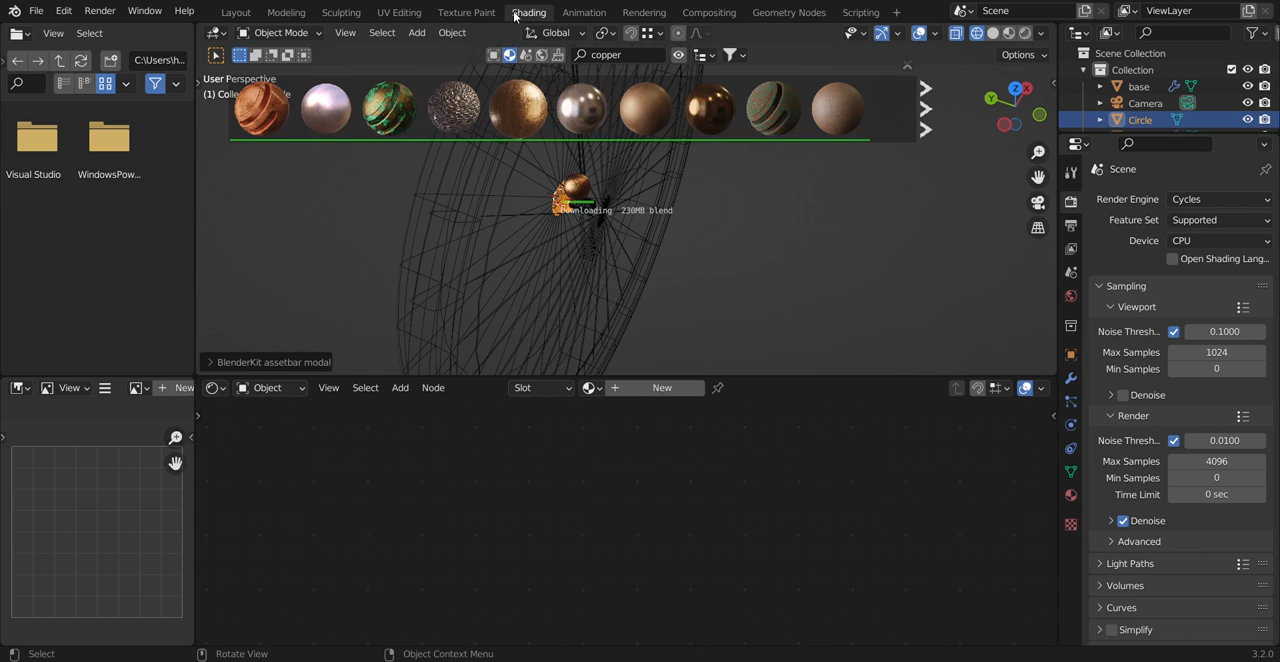 File Edit Render Window Help Layout Modeling Sculpting UV Editing Texture Paint Shading Animation Rendering Compositing Geometry Nodes Scripting + Scene ViewLayer
View Select Object Mode View Select Add Object Global
C:\Users\h... copper Options
User Perspective
(1)
Scene Collection
Collection
base
Camera
Circle
Visual Studio WindowsPow...
Downloading 230MB blend
BlenderKit assetbar modal
View New Object View Select Add Node Slot New
Scene
Render Engine Cycles
Feature Set Supported
Device CPU
Open Shading Lang...
Sampling
Viewport
Noise Thresh... 0.1000
Max Samples 1024
Min Samples 0
Denoise
Render
Noise Thresh... 0.0100
Max Samples 4096
Min Samples 0
Time Limit 0 sec
Denoise
Advanced
Light Paths
Volumes
Curves
Simplify
Select Rotate View Object Context Menu 3.2.0